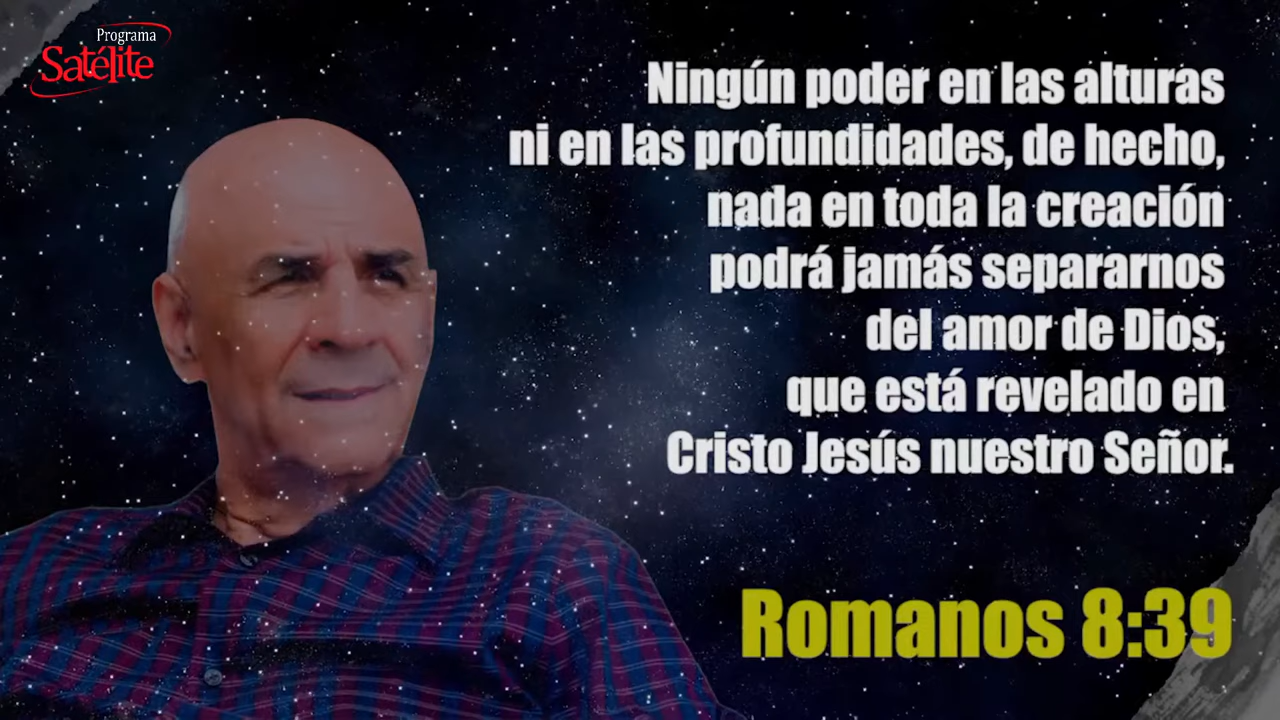 Programa
Satélite
Ningún poder en las alturas
ni en las profundidades, de hecho,
nada en toda la creación
podrá jamás separarnos
del amor de Dios,
que está revelado en
Cristo Jesús nuestro Señor.
Romanos 8:39